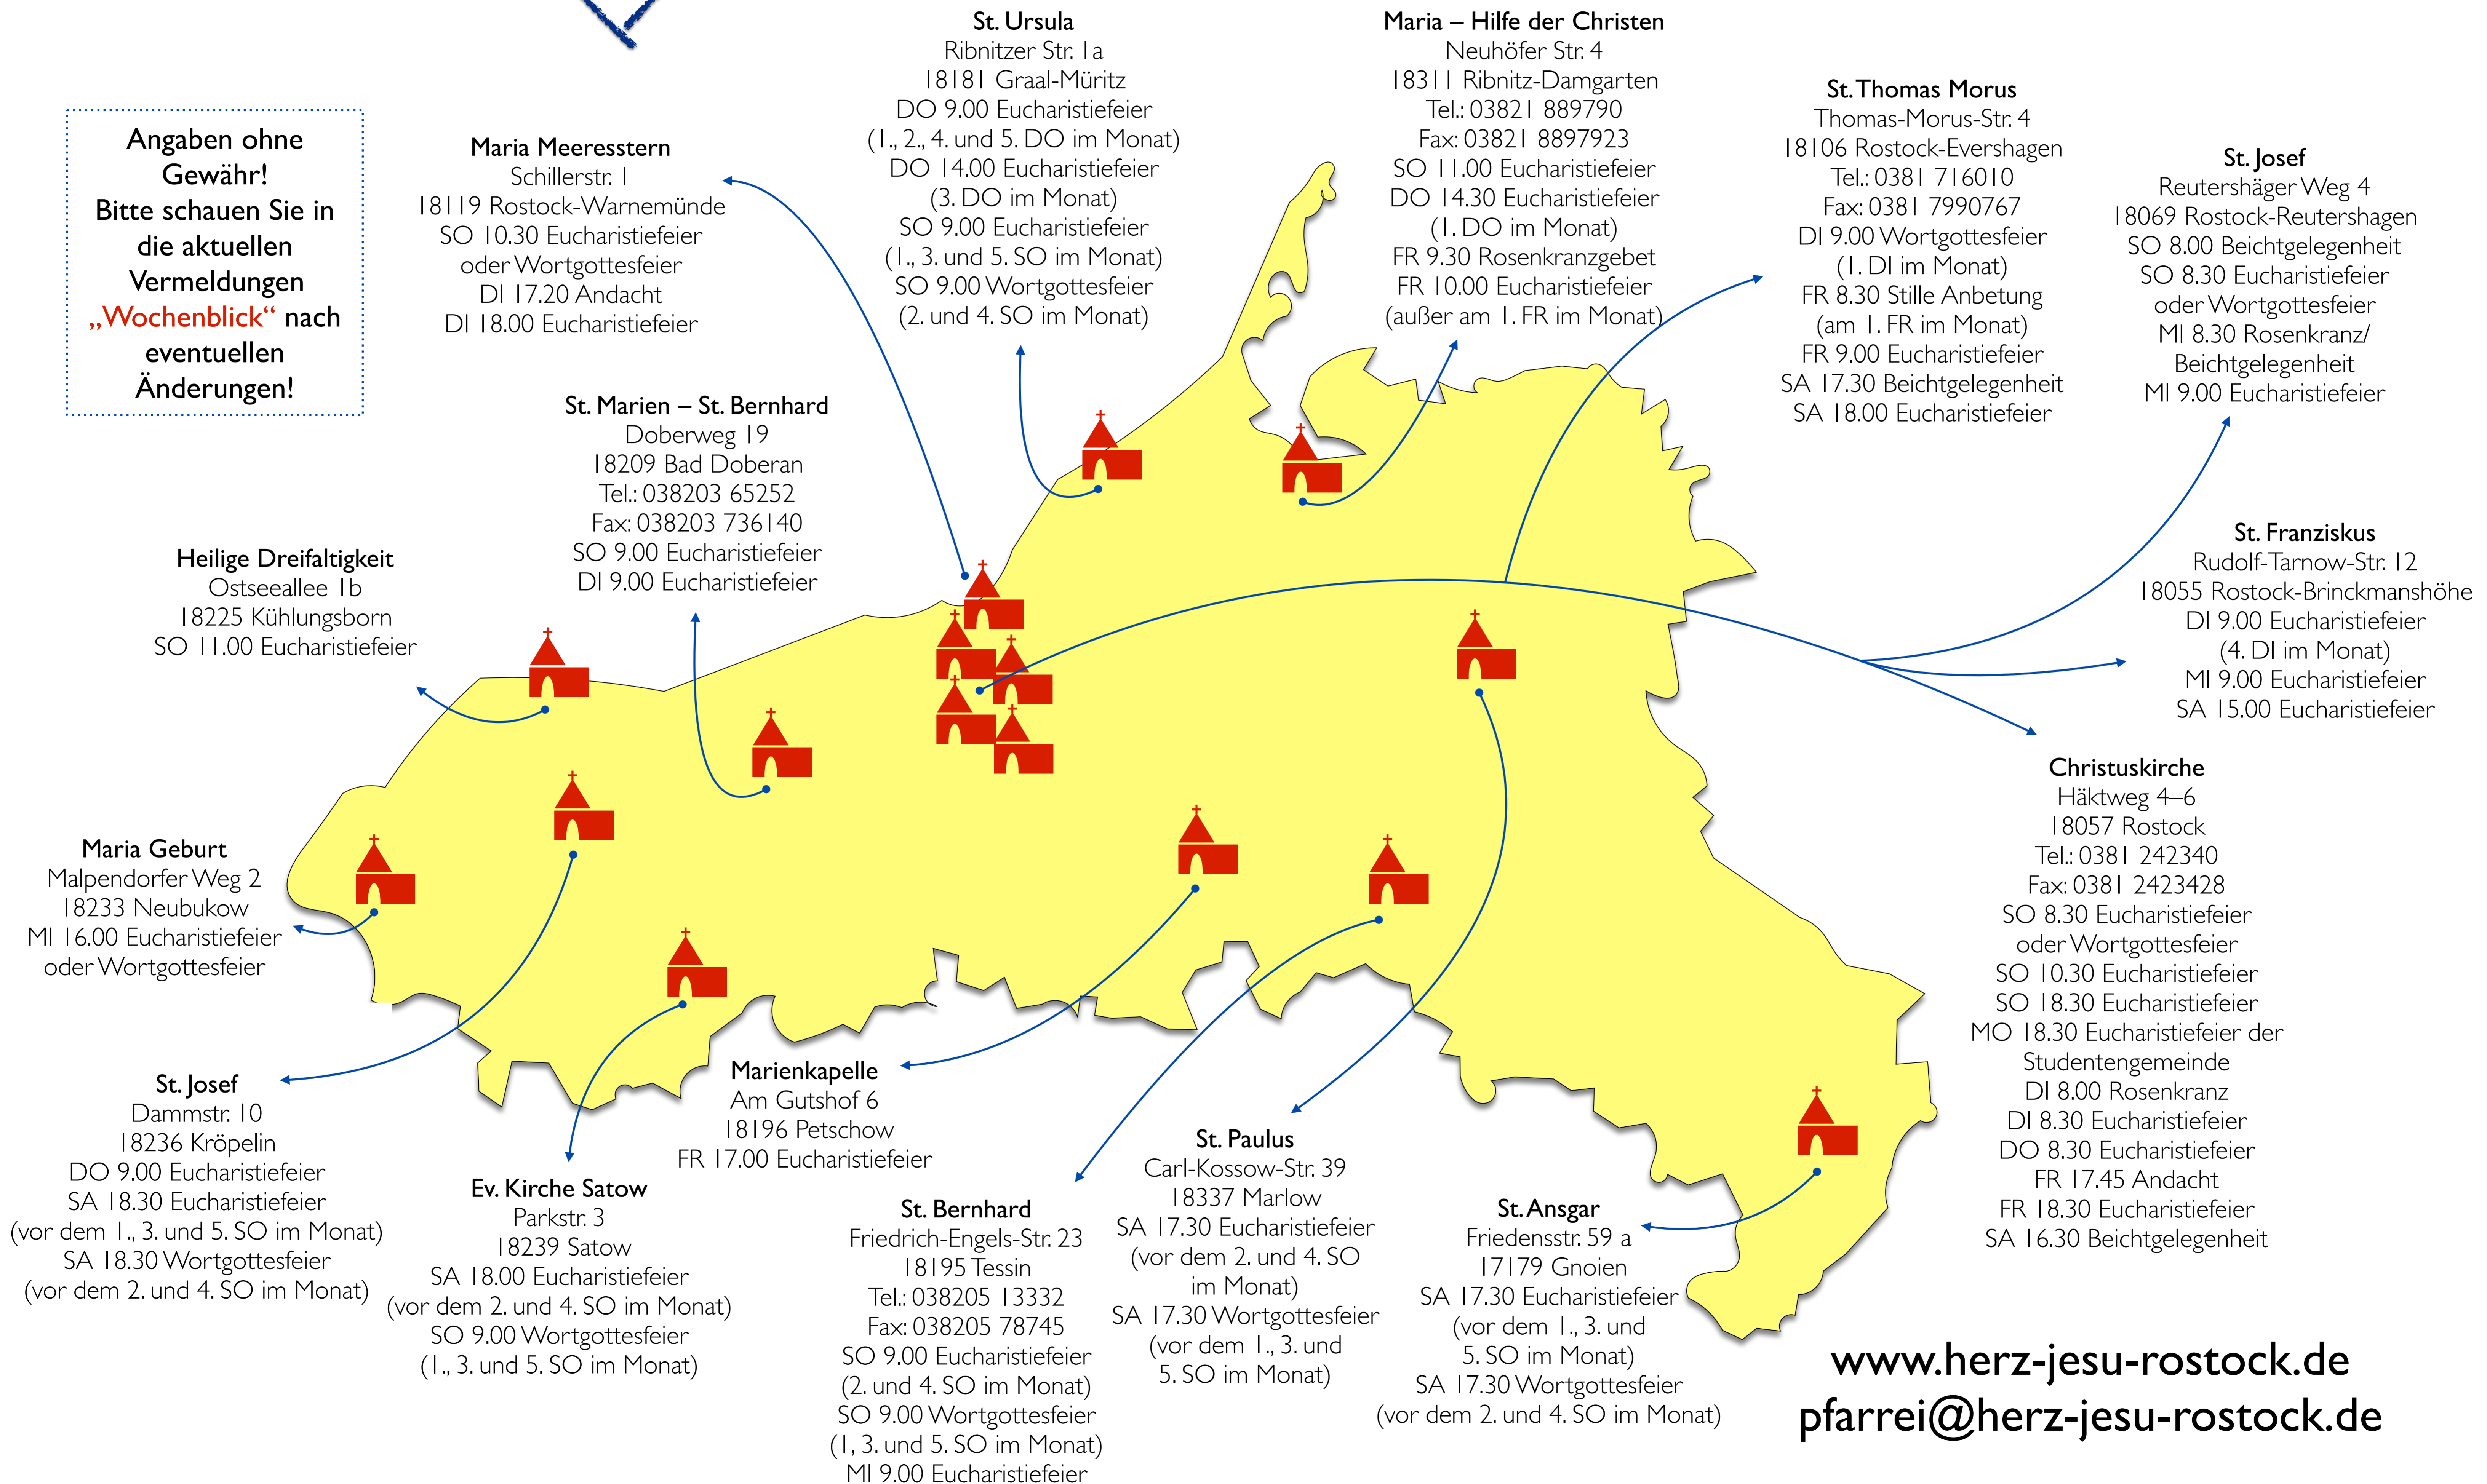 Angaben ohne
Gewähr!
Bitte schauen Sie in
die aktuellen
Vermeldungen
„Wochenblick“ nach
eventuellen
Änderungen!
Maria Meeresstern
Schillerstr. 1
18119 Rostock-Warnemünde
SO 10.30 Eucharistiefeier
oder Wortgottesfeier
DI 17.20 Andacht
DI 18.00 Eucharistiefeier
St. Ursula
Ribnitzer Str. 1a
18181 Graal-Müritz
DO 9.00 Eucharistiefeier
(1., 2., 4. und 5. DO im Monat)
DO 14.00 Eucharistiefeier
(3. DO im Monat)
SO 9.00 Eucharistiefeier
(1., 3. und 5. SO im Monat)
SO 9.00 Wortgottesfeier
(2. und 4. SO im Monat)
Maria – Hilfe der Christen
Neuhöfer Str. 4
18311 Ribnitz-Damgarten
Tel.: 03821 889790
Fax: 03821 8897923
SO 11.00 Eucharistiefeier
DO 14.30 Eucharistiefeier
(1. DO im Monat)
FR 9.30 Rosenkranzgebet
FR 10.00 Eucharistiefeier
(außer am 1. FR im Monat)
St. Thomas Morus
Thomas-Morus-Str. 4
18106 Rostock-Evershagen
Tel.: 0381 716010
Fax: 0381 7990767
DI 9.00 Wortgottesfeier
(1. DI im Monat)
FR 8.30 Stille Anbetung
(am 1. FR im Monat)
FR 9.00 Eucharistiefeier
SA 17.30 Beichtgelegenheit
SA 18.00 Eucharistiefeier
St. Josef
Reutershäger Weg 4
18069 Rostock-Reutershagen
SO 8.00 Beichtgelegenheit
SO 8.30 Eucharistiefeier
oder Wortgottesfeier
MI 8.30 Rosenkranz/
Beichtgelegenheit
MI 9.00 Eucharistiefeier
St. Marien – St. Bernhard
Doberweg 19
18209 Bad Doberan
Tel.: 038203 65252
Fax: 038203 736140
SO 9.00 Eucharistiefeier
DI 9.00 Eucharistiefeier
Heilige Dreifaltigkeit
Ostseeallee 1b
18225 Kühlungsborn
SO 11.00 Eucharistiefeier
St. Franziskus
Rudolf-Tarnow-Str. 12
18055 Rostock-Brinckmanshöhe
DI 9.00 Eucharistiefeier
(4. DI im Monat)
MI 9.00 Eucharistiefeier
SA 15.00 Eucharistiefeier
Christuskirche
Häktweg 4–6
18057 Rostock
Tel.: 0381 242340
Fax: 0381 2423428
SO 8.30 Eucharistiefeier
oder Wortgottesfeier
SO 10.30 Eucharistiefeier
SO 18.30 Eucharistiefeier
MO 18.30 Eucharistiefeier der
Studentengemeinde
DI 8.00 Rosenkranz
DI 8.30 Eucharistiefeier
DO 8.30 Eucharistiefeier
FR 17.45 Andacht
FR 18.30 Eucharistiefeier
SA 16.30 Beichtgelegenheit
Maria Geburt
Malpendorfer Weg 2
18233 Neubukow
MI 16.00 Eucharistiefeier
oder Wortgottesfeier
St. Josef
Dammstr. 10
18236 Kröpelin
DO 9.00 Eucharistiefeier
SA 18.30 Eucharistiefeier
(vor dem 1., 3. und 5. SO im Monat)
SA 18.30 Wortgottesfeier
(vor dem 2. und 4. SO im Monat)
Ev. Kirche Satow
Parkstr. 3
18239 Satow
SA 18.00 Eucharistiefeier
(vor dem 2. und 4. SO im Monat)
SO 9.00 Wortgottesfeier
(1., 3. und 5. SO im Monat)
Marienkapelle
Am Gutshof 6
18196 Petschow
FR 17.00 Eucharistiefeier
St. Bernhard
Friedrich-Engels-Str. 23
18195 Tessin
Tel.: 038205 13332
Fax: 038205 78745
SO 9.00 Eucharistiefeier
(2. und 4. SO im Monat)
SO 9.00 Wortgottesfeier
(1, 3. und 5. SO im Monat)
MI 9.00 Eucharistiefeier
St. Paulus
Carl-Kossow-Str. 39
18337 Marlow
SA 17.30 Eucharistiefeier
(vor dem 2. und 4. SO
im Monat)
SA 17.30 Wortgottesfeier
(vor dem 1., 3. und
5. SO im Monat)
St. Ansgar
Friedensstr. 59 a
17179 Gnoien
SA 17.30 Eucharistiefeier
(vor dem 1., 3. und
5. SO im Monat)
SA 17.30 Wortgottesfeier
(vor dem 2. und 4. SO im Monat)
www.herz-jesu-rostock.de
pfarrei@herz-jesu-rostock.de